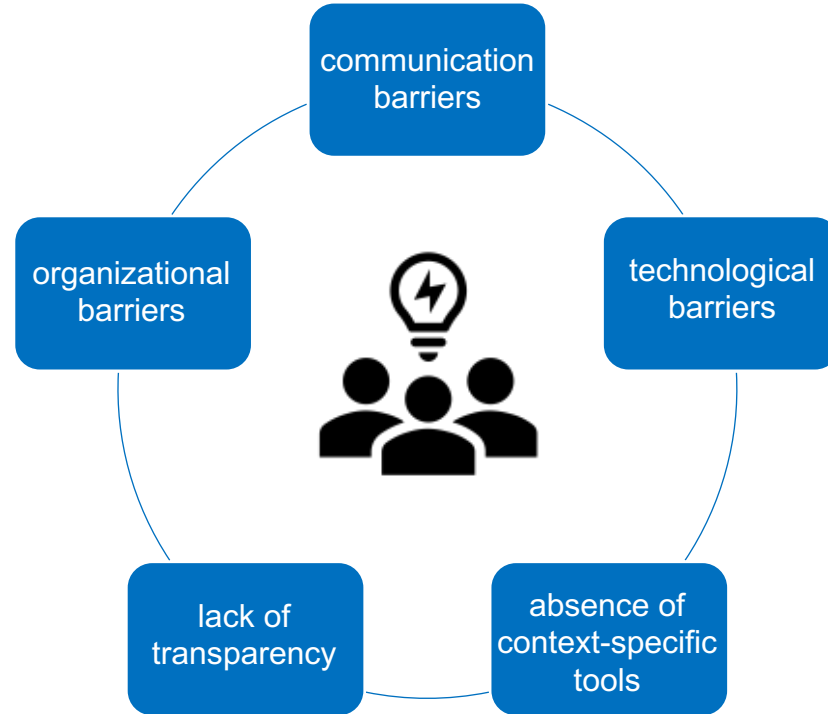 communication
barriers
organizational
barriers
technological
barriers
lack of
transparency
absence of
context-specific
tools